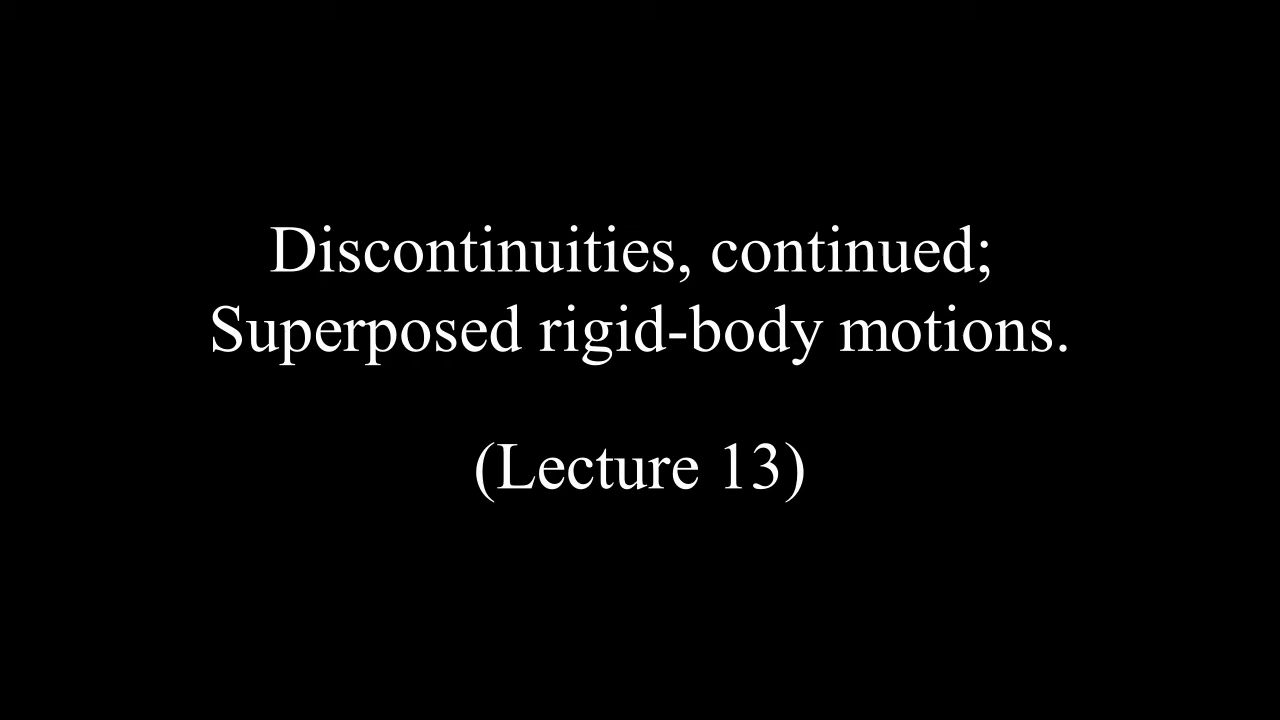 Discontinuities, continued;
Superposed rigid-body motions.
(Lecture 13)